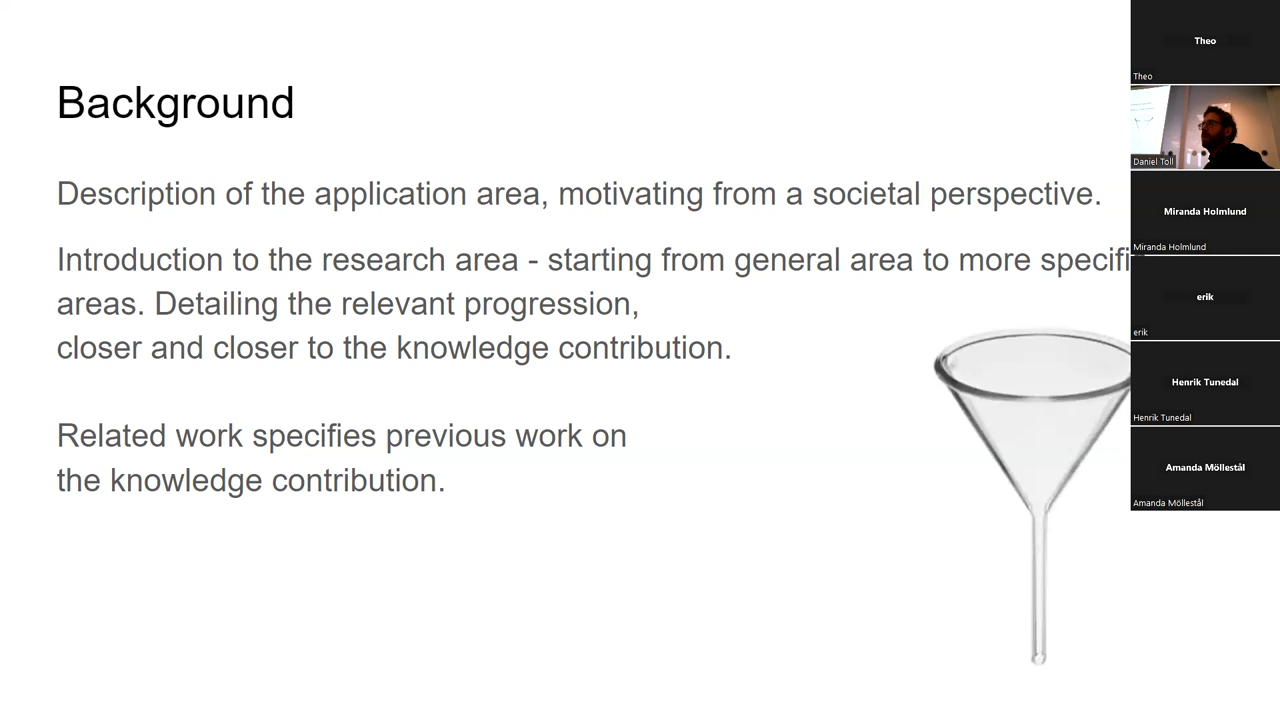 Background
Description of the application area, motivating from a societal perspective.
Introduction to the research area - starting from general area to more specifi
areas. Detailing the relevant progression,
closer and closer to the knowledge contribution.
Related work specifies previous work on
the knowledge contribution.
Theo
Theo
Daniel Toll
Miranda Holmlund
Miranda Holmlund
erik
erik
Henrik Tunedal
Henrik Tunedal
Amanda Möllestål
Amanda Möllestål